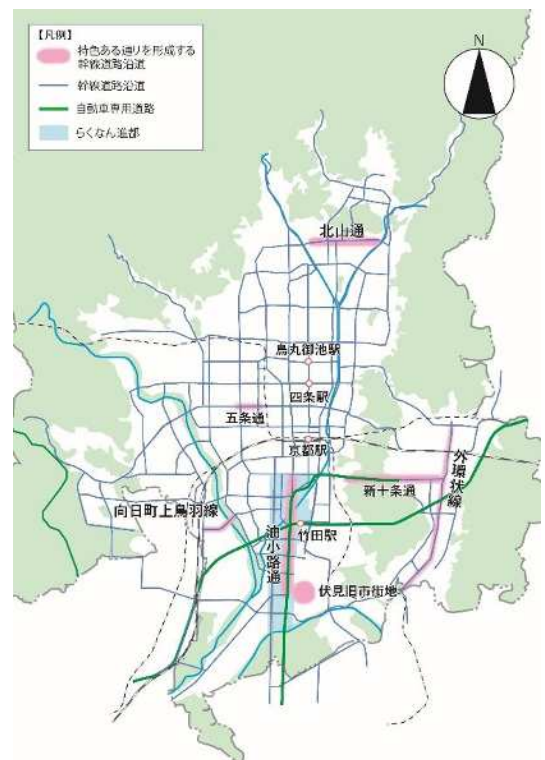 【凡例】
特色ある通りを形成する
幹線道路沿道
幹線道路沿道
自動車専用道路
らくなん進都
N
北山通
烏丸御池駅
四条駅
五条通
京都駅
外環状線
新十条通
向日町上鳥羽線
油小路通
竹田駅
伏見旧市街地